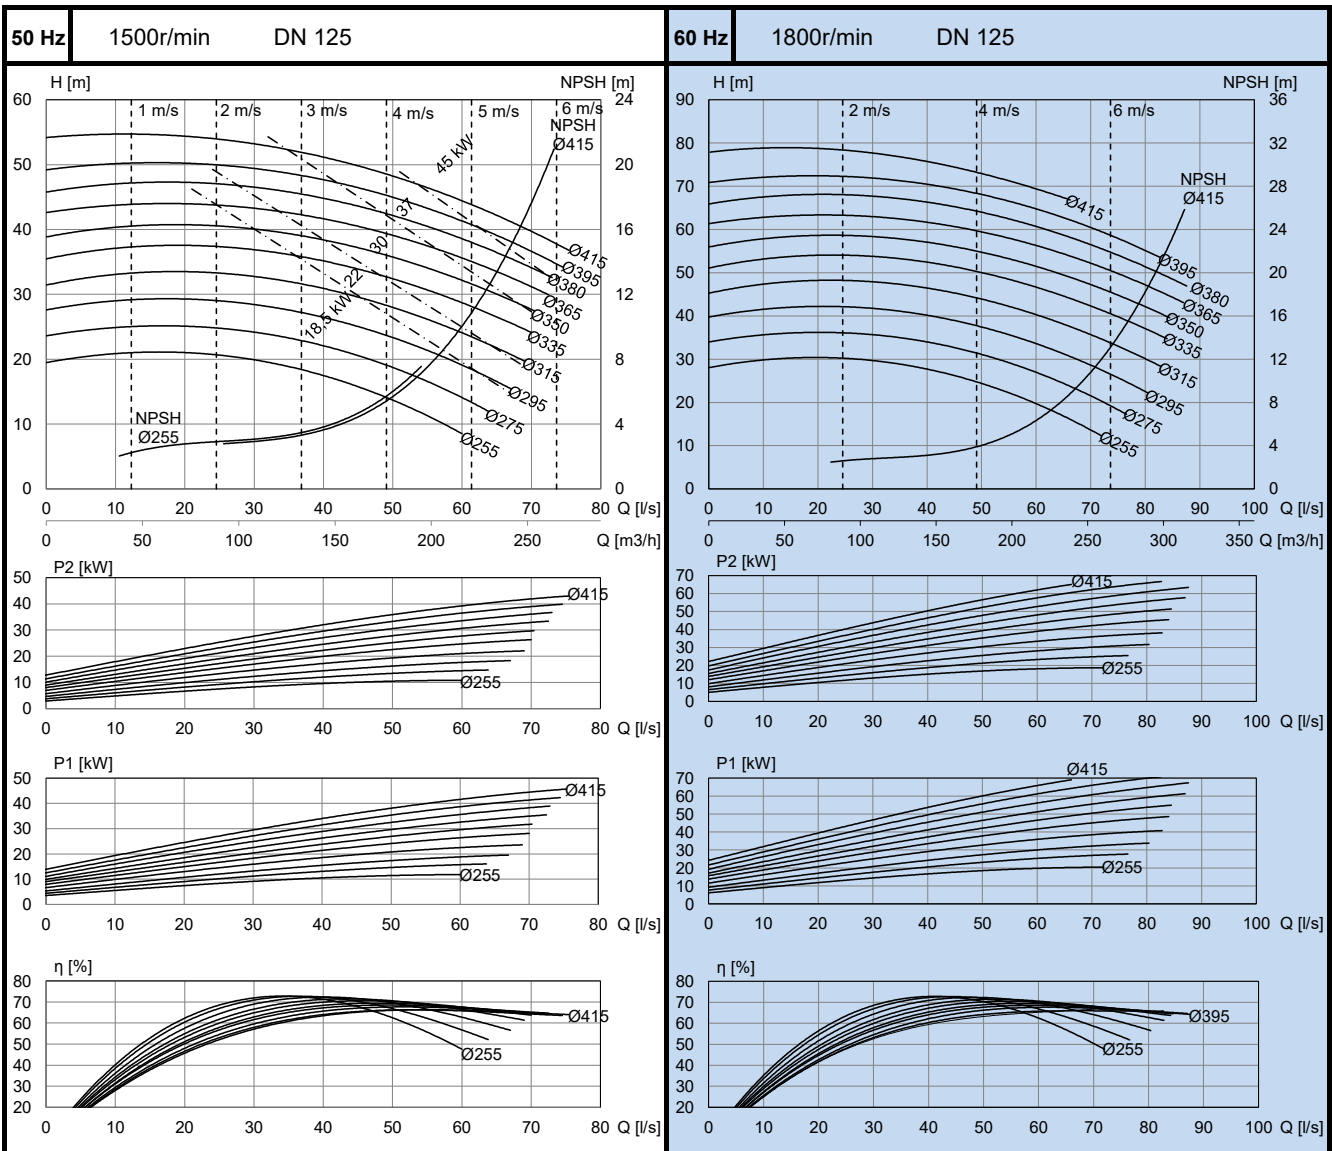 50 Hz 1500r/min DN 125
H [m] NPSH [m]
60 1 m/s 2 m/s 3 m/s 4 m/s 5 m/s 6 m/s 24
NPSH
Ø415
45 kW
50 20
37
40 16
30
Ø415
Ø395
22
Ø380
30 12
Ø365
18.5 kW
Ø350
Ø335
20 8
Ø315
Ø295
NPSH
Ø255
10 4
Ø275
Ø255
0 0
0 10 20 30 40 50 60 70 80 Q [l/s]
0 50 100 150 200 250 Q [m3/h]
P2 [kW]
50
40 Ø415
30
20
10 Ø255
0
0 10 20 30 40 50 60 70 80 Q [l/s]
P1 [kW]
50 Ø415
40
30
20
10 Ø255
0
0 10 20 30 40 50 60 70 80 Q [l/s]
η [%]
80
70
60 Ø415
50 Ø255
40
30
20
0 10 20 30 40 50 60 70 80 Q [l/s]
60 Hz 1800r/min DN 125
H [m] NPSH [m]
90 2 m/s 4 m/s 6 m/s 36
80 32
NPSH
Ø415
70 28
Ø415
60 24
Ø395
50 20
Ø380
Ø365
40 16
Ø350
Ø335
30 12
Ø315
20 8
Ø295
Ø275
10 4
Ø255
0 0
0 10 20 30 40 50 60 70 80 90 100 Q [l/s]
0 50 100 150 200 250 300 350 Q [m3/h]
P2 [kW]
70 Ø415
60
50
40
30
20 Ø255
10
0
0 10 20 30 40 50 60 70 80 90 100 Q [l/s]
P1 [kW] Ø415
70
60
50
40
30
20 Ø255
10
0
0 10 20 30 40 50 60 70 80 90 100 Q [l/s]
η [%]
80
70
60 Ø395
50 Ø255
40
30
20
0 10 20 30 40 50 60 70 80 90 100 Q [l/s]